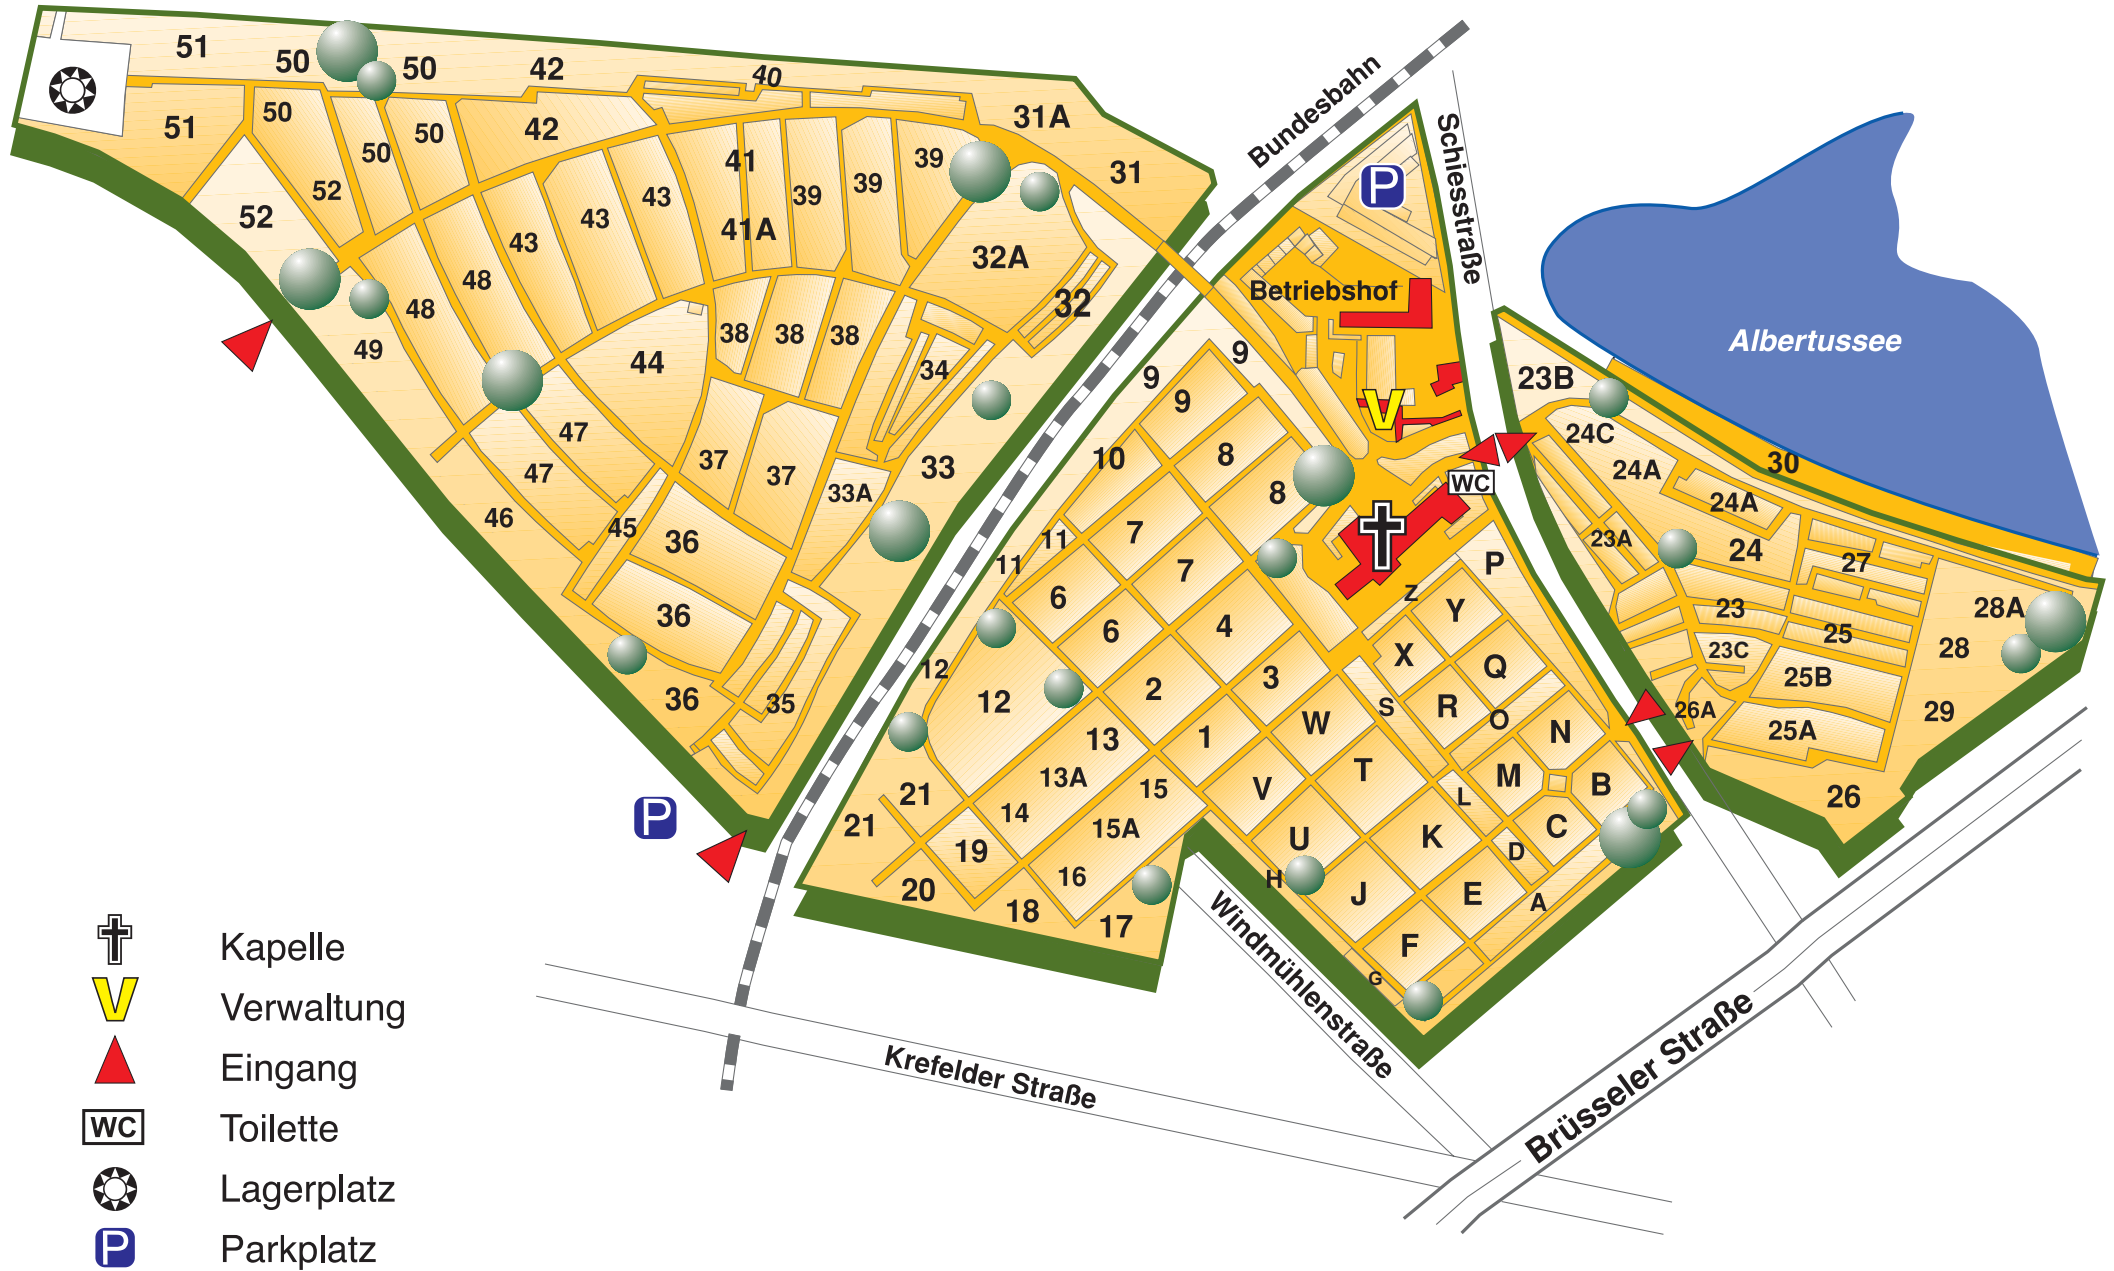 51
50
50
42
40
31A
31
51
50
50
50
42
52
52
43
43
43
41
41A
39
39
39
32A
32
48
48
49
44
38
38
38
34
47
47
46
45
37
37
33A
33
36
36
36
35
Bundesbahn
Schiesstraße
P
Betriebshof
V
WC
9
9
9
10
8
8
7
7
11
11
6
6
4
3
12
12
2
1
13
13A
14
15
15A
16
17
18
19
20
21
21
P
Z
Y
X
Q
S
R
O
N
W
T
V
M
L
B
C
U
K
D
H
J
E
A
F
G
Albertussee
23B
24C
24A
24A
30
23A
24
27
23
25
23C
25B
28A
28
29
26A
25A
26
P
Windmühlenstraße
Krefelder Straße
Brüsseler Straße
Kapelle
V Verwaltung
Eingang
WC Toilette
Lagerplatz
P Parkplatz